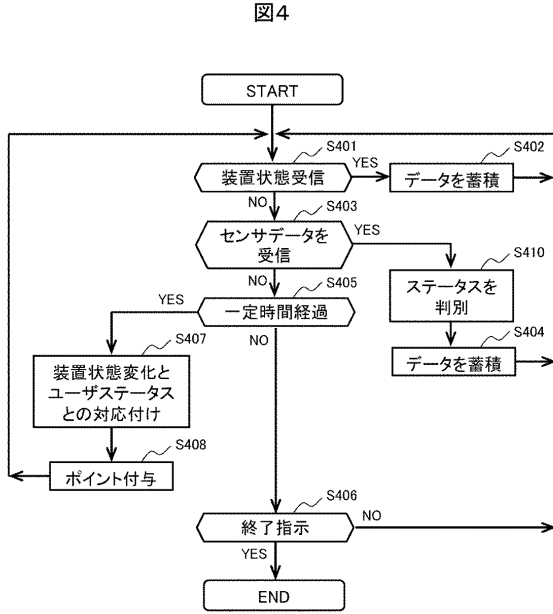 図4
START
S401
装置状態受信
YES
S402
データを蓄積
NO
S403
センサデータを
受信
YES
S410
ステータスを
判別
NO
S405
一定時間経過
YES
NO
S404
データを蓄積
S407
装置状態変化と
ユーザステータス
との対応付け
S408
ポイント付与
S406
終了指示
NO
YES
END